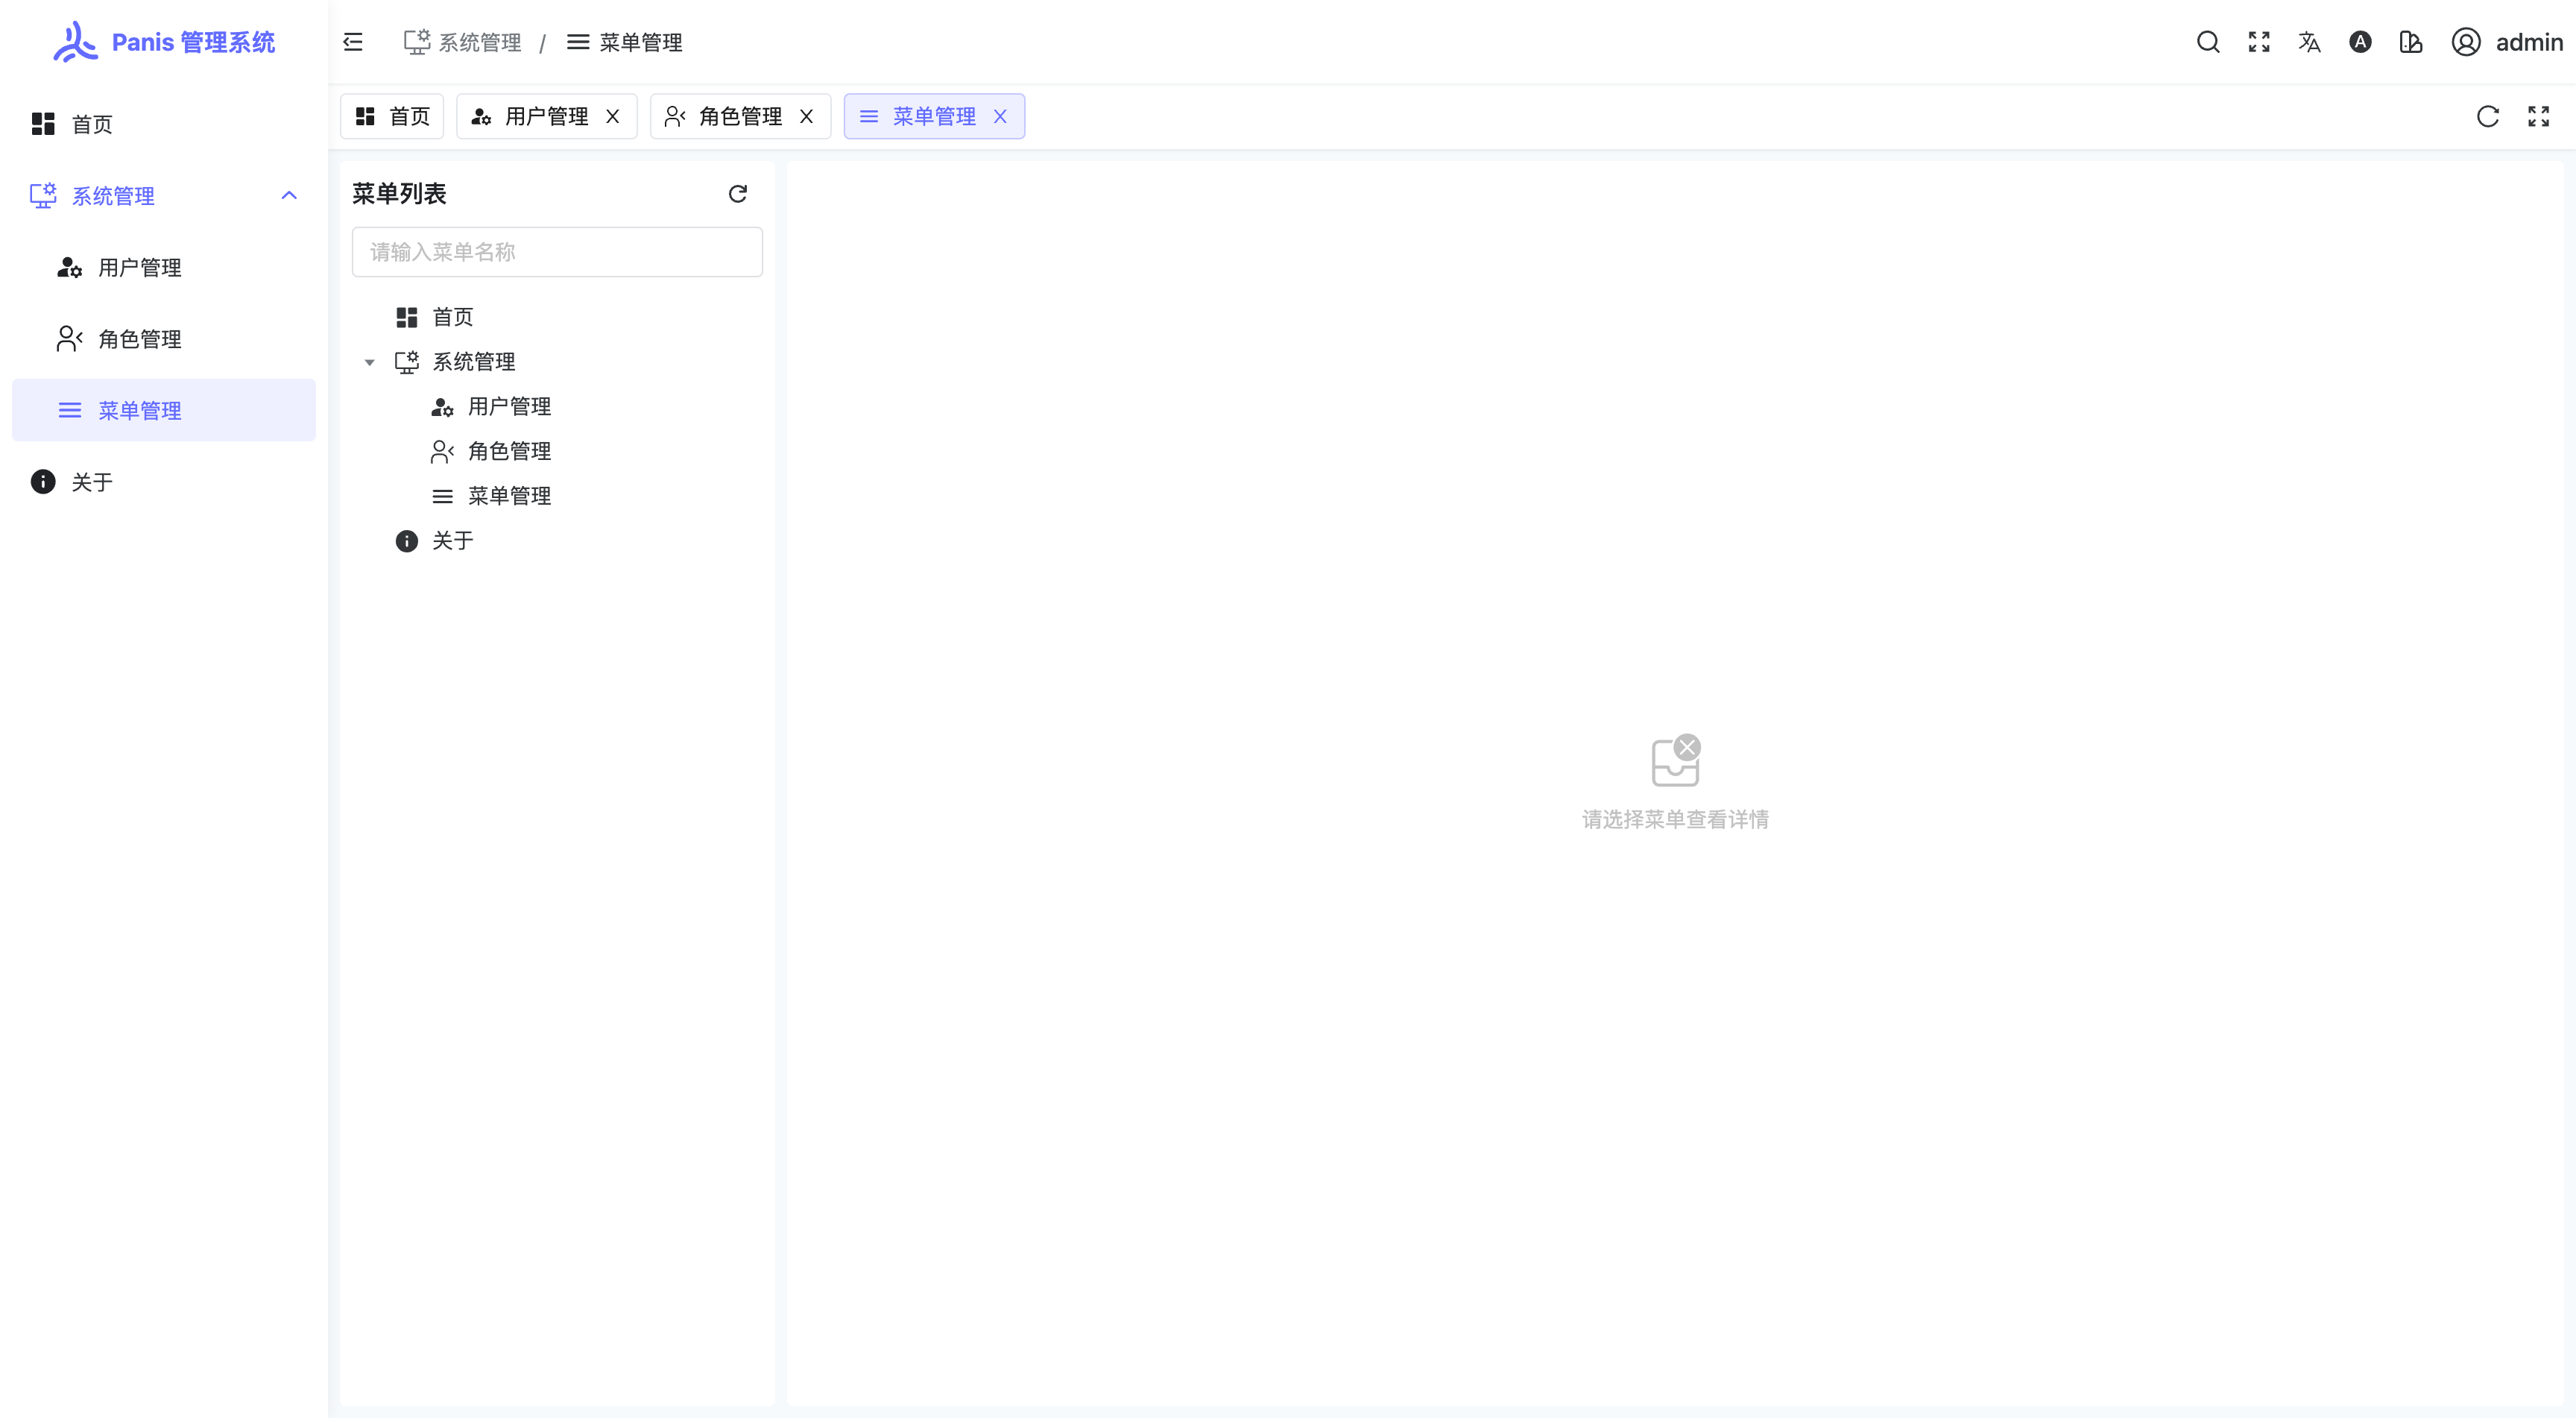 Panis 管理系统
首页
系统管理
用户管理
角色管理
菜单管理
关于
系统管理 / 菜单管理
admin
首页 用户管理 角色管理 菜单管理
菜单列表
请输入菜单名称
首页
系统管理
用户管理
角色管理
菜单管理
关于
请选择菜单查看详情